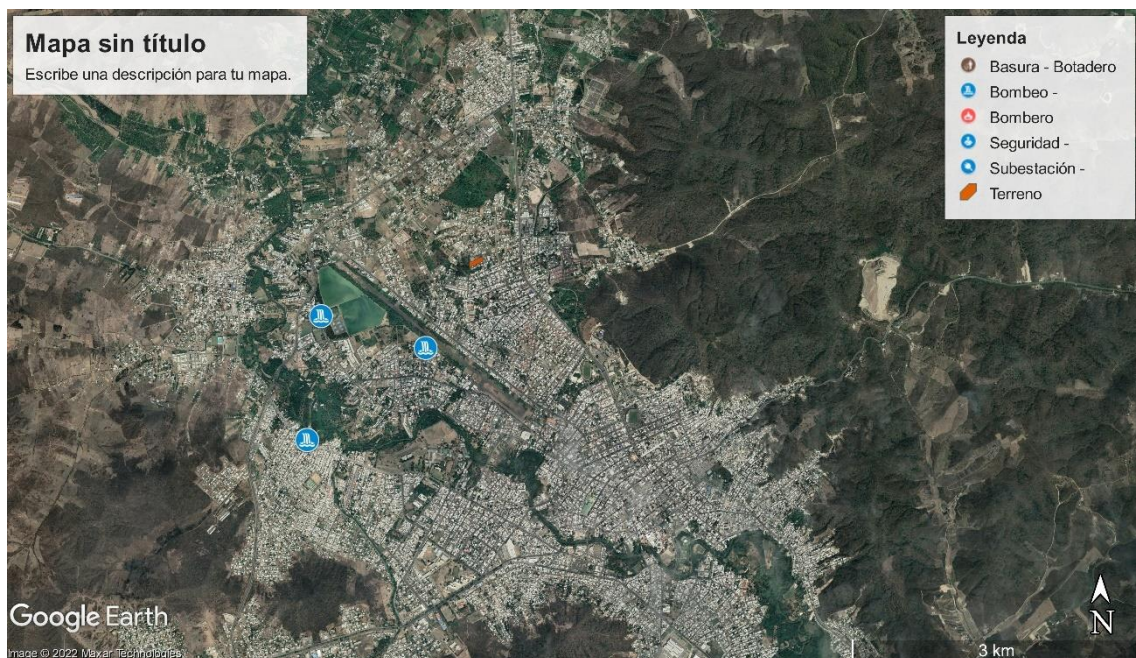 Mapa sin título
Escribe una descripción para tu mapa.
Leyenda
Basura - Botadero
Bombeo -
Bombero
Seguridad -
Subestación -
Terreno
Google Earth
Image © 2022 Maxar Technologies
N
3 km